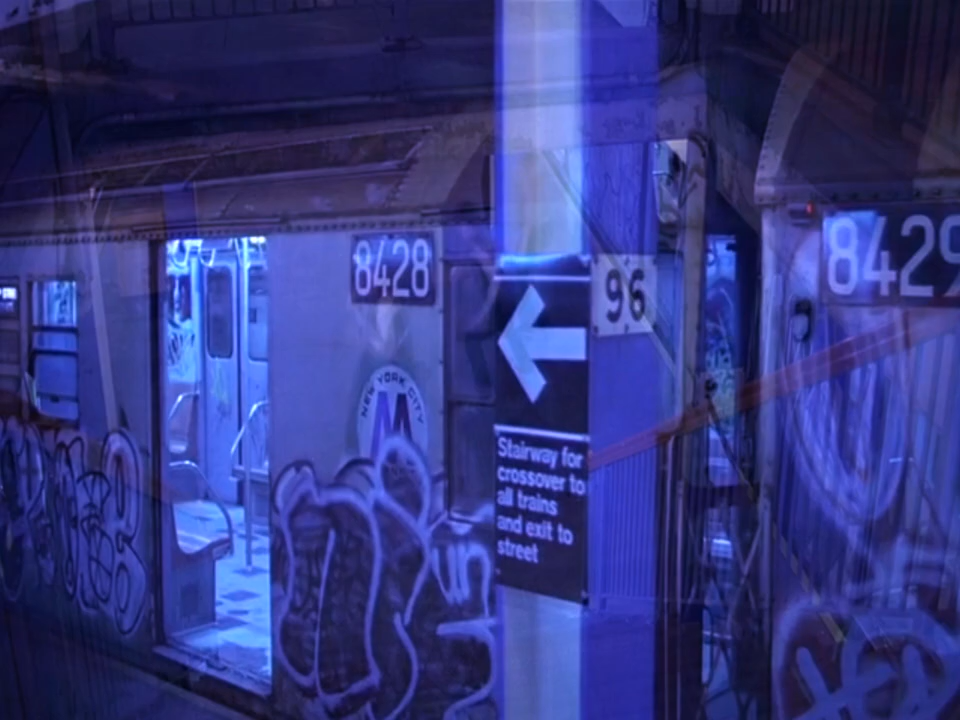 8428
NEW YORK CITY
M
96
8429
Stairway for
crossover to
all trains
and exit to
street